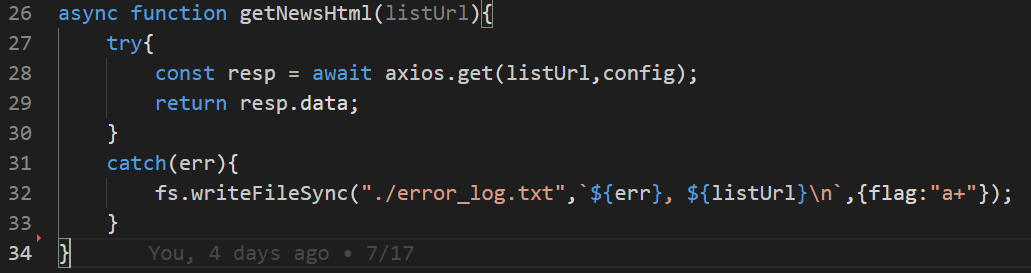 26 async function getNewsHtml(listUrl){
27     try{
28         const resp = await axios.get(listUrl,config);
29         return resp.data;
30     }
31     catch(err){
32         fs.writeFileSync("./error_log.txt",`${err}, ${listUrl}\n`,{flag:"a+"});
33     }
34 }      You, 4 days ago • 7/17